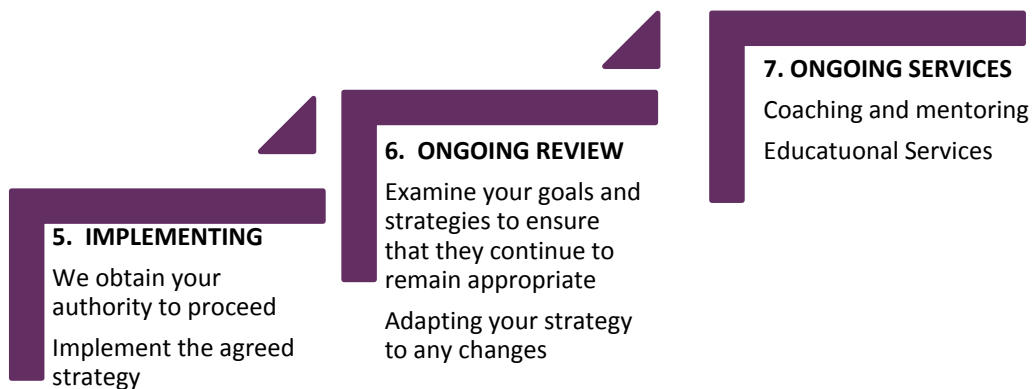 5.  IMPLEMENTING
We obtain your
authority to proceed
Implement the agreed
strategy
6.  ONGOING REVIEW
Examine your goals and
strategies to ensure
that they continue to
remain appropriate
Adapting your strategy
to any changes
7. ONGOING SERVICES
Coaching and mentoring
Educatuonal Services